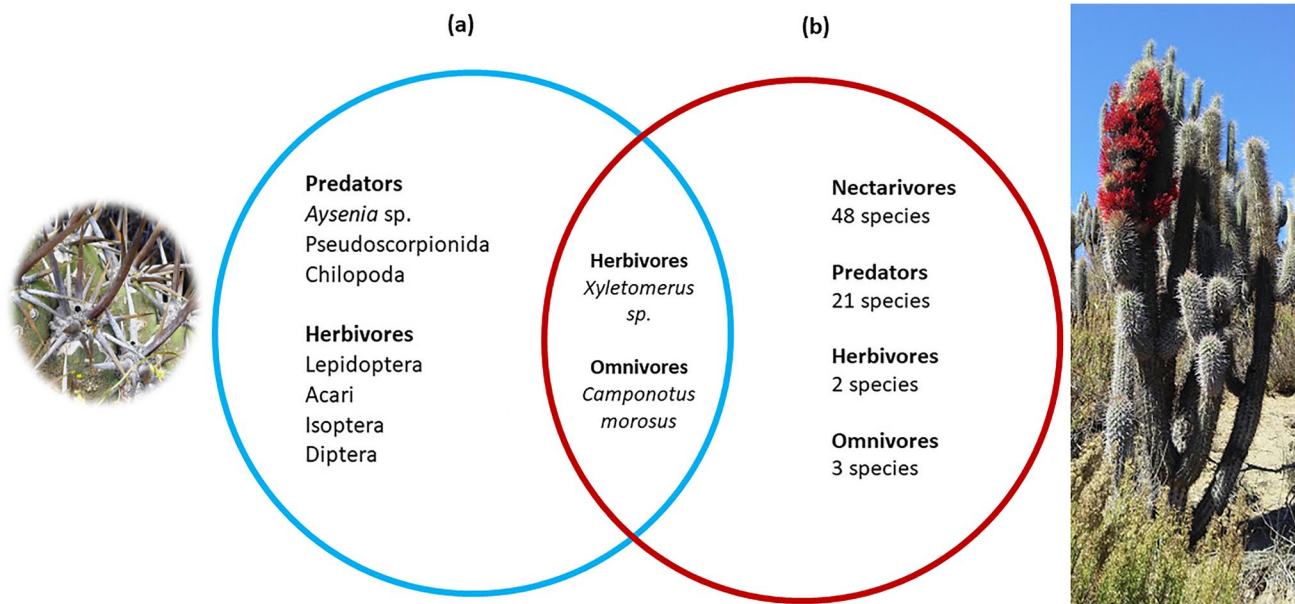 (a)
(b)
Predators
Aysenia sp.
Pseudoscorpionida
Chilopoda
Herbivores
Lepidoptera
Acari
Isoptera
Diptera
Herbivores
Xyletomerus
sp.
Omnivores
Camponotus
morosus
Nectarivores
48 species
Predators
21 species
Herbivores
2 species
Omnivores
3 species